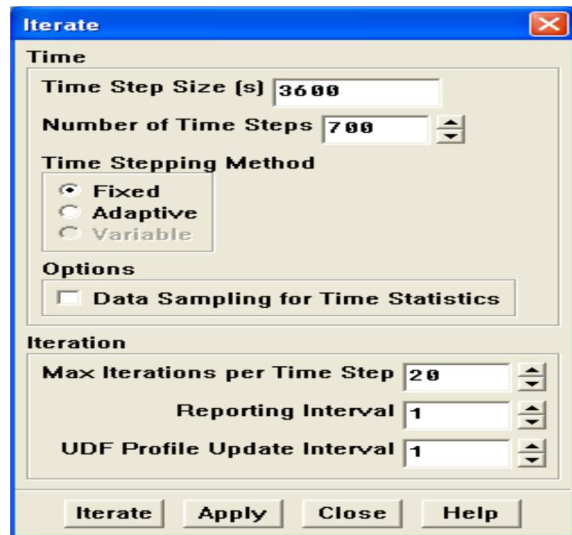 Iterate
Time
Time Step Size (s) 3600
Number of Time Steps 700
Time Stepping Method
Fixed
Adaptive
Variable
Options
Data Sampling for Time Statistics
Iteration
Max Iterations per Time Step 20
Reporting Interval 1
UDF Profile Update Interval 1
Iterate Apply Close Help